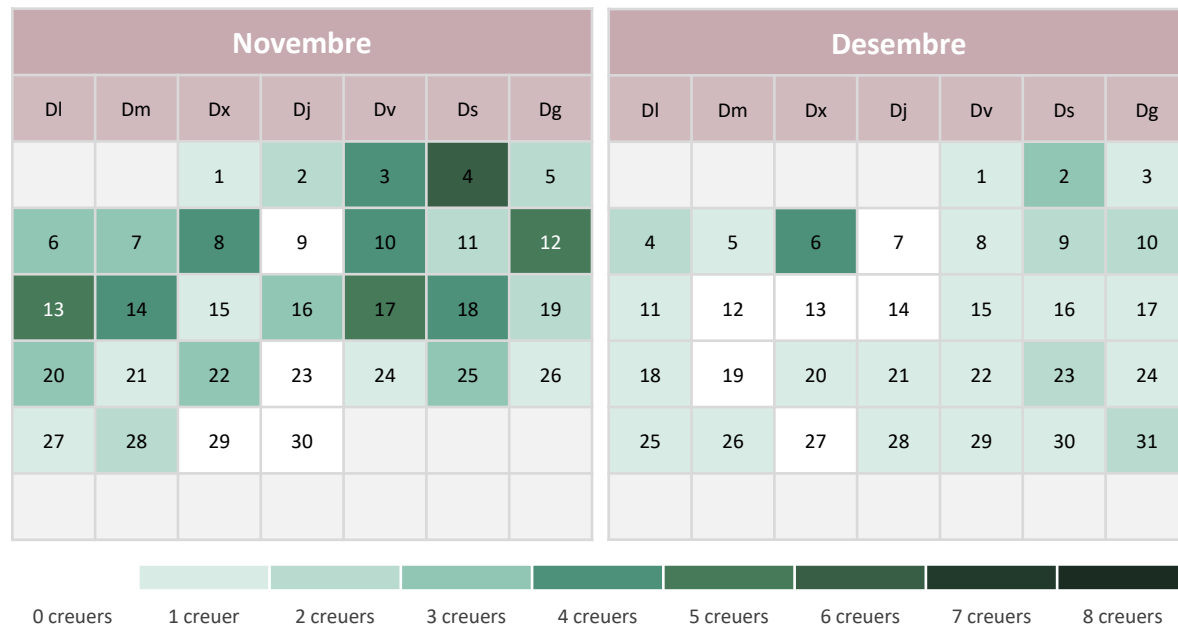 Novembre
Desembre
Dl Dm Dx Dj Dv Ds Dg
Dl Dm Dx Dj Dv Ds Dg
1 2 3 4 5
1 2 3
6 7 8 9 10 11 12
4 5 6 7 8 9 10
13 14 15 16 17 18 19
11 12 13 14 15 16 17
20 21 22 23 24 25 26
18 19 20 21 22 23 24
27 28 29 30
25 26 27 28 29 30 31
0 creuers 1 creuer 2 creuers 3 creuers 4 creuers 5 creuers 6 creuers 7 creuers 8 creuers